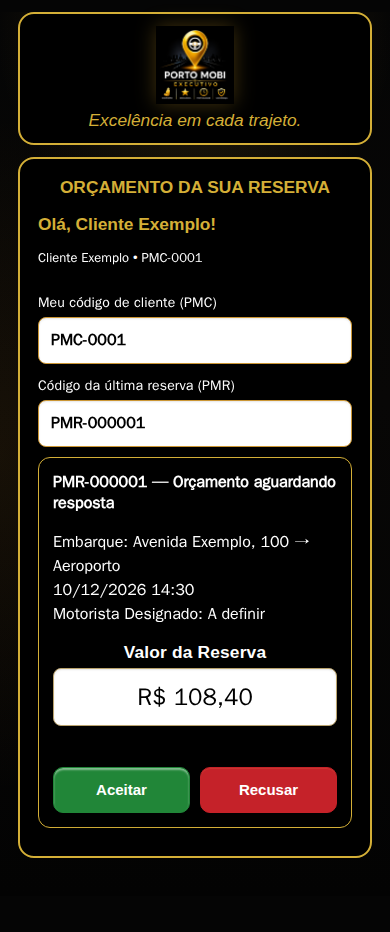 PORTO MOBI
EXECUTIVO
Excelência em cada trajeto.
ORÇAMENTO DA SUA RESERVA
Olá, Cliente Exemplo!
Cliente Exemplo • PMC-0001
Meu código de cliente (PMC)
PMC-0001
Código da última reserva (PMR)
PMR-000001
PMR-000001 — Orçamento aguardando
resposta
Embarque: Avenida Exemplo, 100 →
Aeroporto
10/12/2026 14:30
Motorista Designado: A definir
Valor da Reserva
R$ 108,40
Aceitar
Recusar